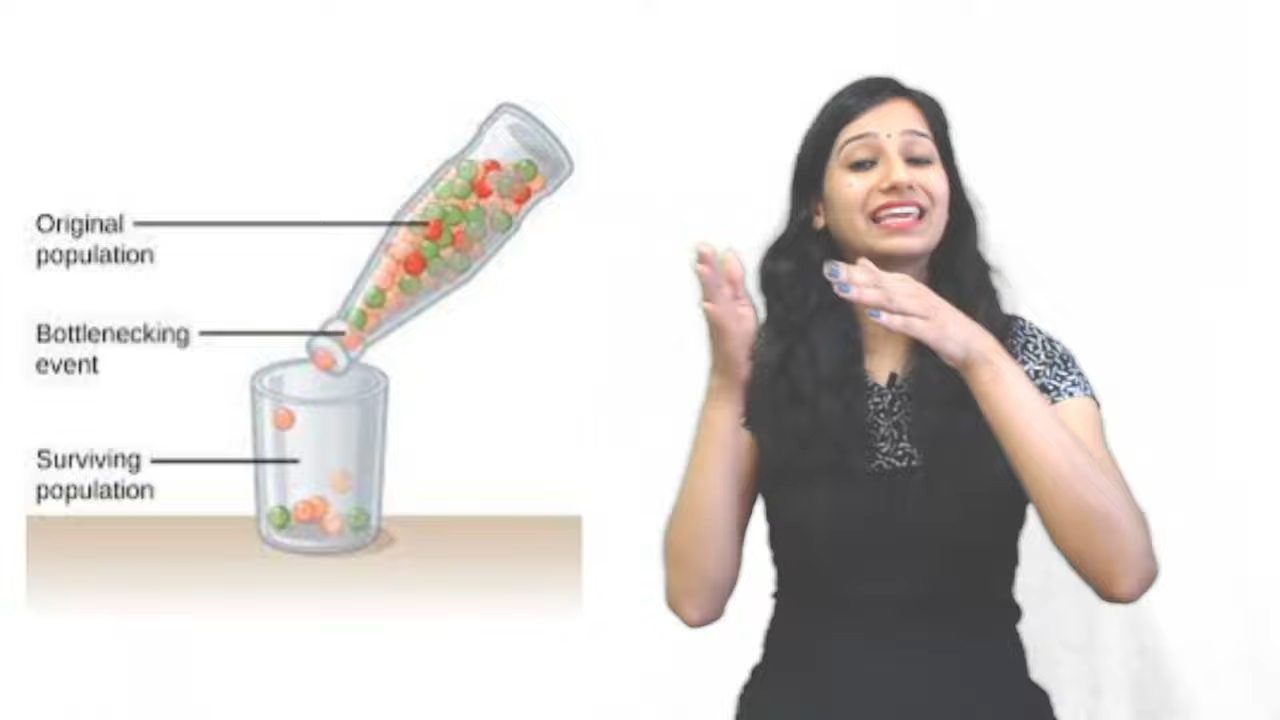 Original
population
Bottlenecking
event
Surviving
population